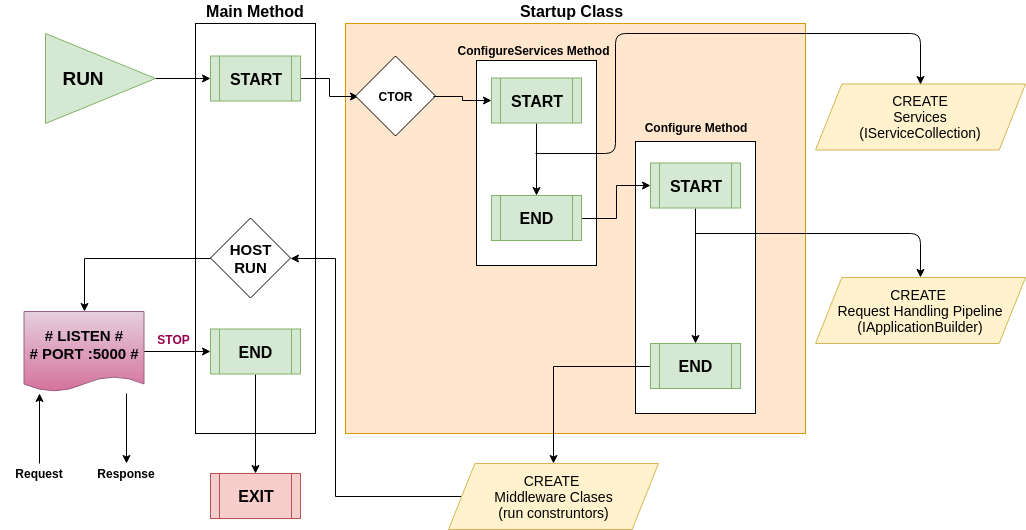 Main Method
Startup Class
RUN
START
CTOR
ConfigureServices Method
START
END
Configure Method
START
END
CREATE
Services
(IServiceCollection)
CREATE
Request Handling Pipeline
(IApplicationBuilder)
HOST
RUN
# LISTEN #
# PORT :5000 #
STOP
END
Request
Response
EXIT
CREATE
Middleware Clases
(run construntors)